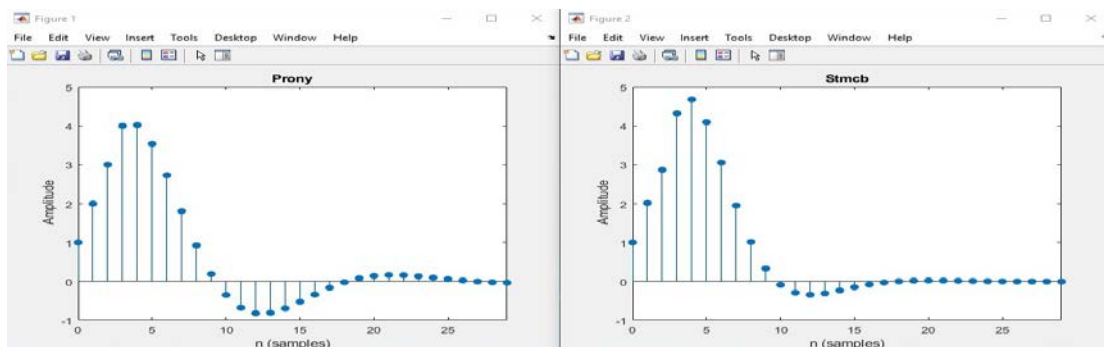 Figure 1
File Edit View Insert Tools Desktop Window Help
Prony
5
4
3
2
1
0
-1
Amplitude
0 5 10 15 20 25
n (samples)
Figure 2
File Edit View Insert Tools Desktop Window Help
Stmcb
5
4
3
2
1
0
-1
Amplitude
0 5 10 15 20 25
n (samples)